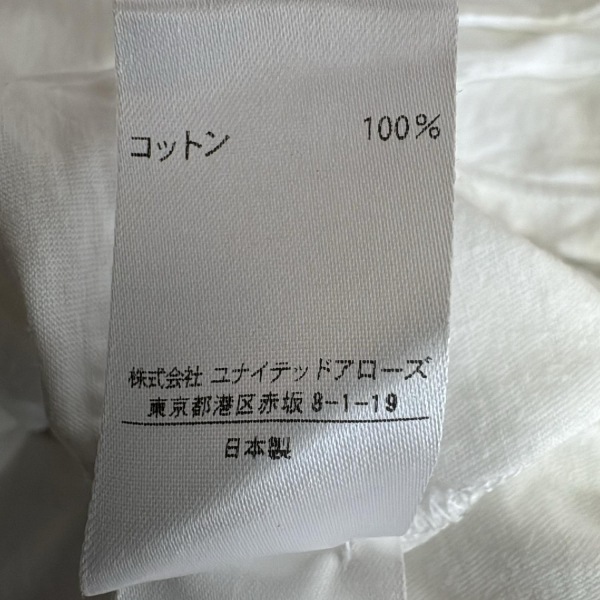 コットン 100%
株式会社 ユナイテッドアローズ
東京都港区赤坂 8-1-19
日本製